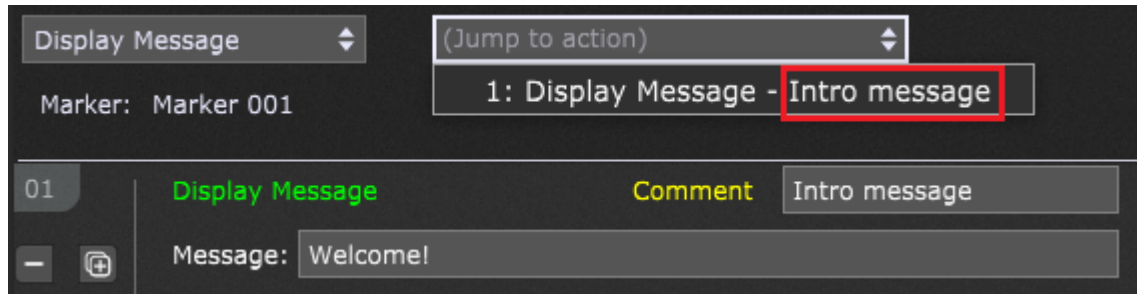 Display Message (Jump to action)
1: Display Message - Intro message
Marker: Marker 001
01 Display Message Comment Intro message
Message: Welcome!